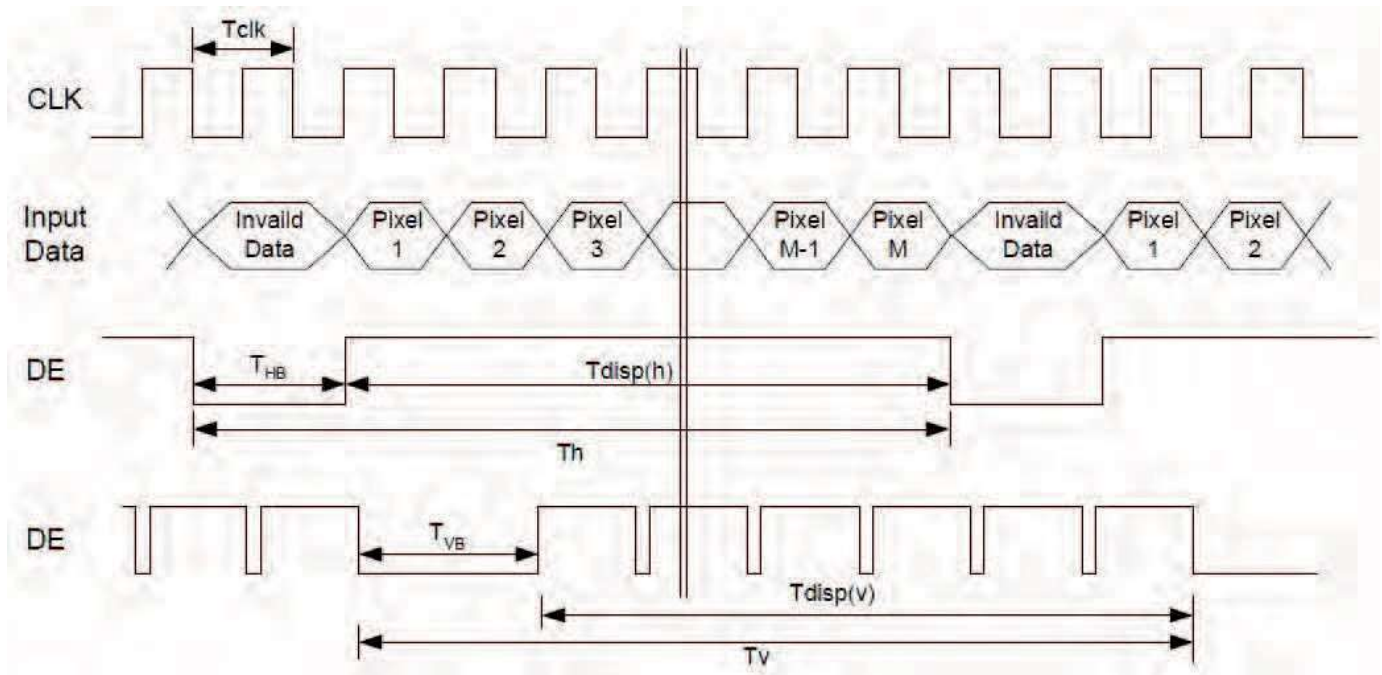 Tclk
CLK
Input
Data
Invaild
Data
Pixel
1
Pixel
2
Pixel
3
Pixel
M-1
Pixel
M
Invaild
Data
Pixel
1
Pixel
2
DE
THB
Tdisp(h)
Th
DE
TVB
Tdisp(v)
Tv